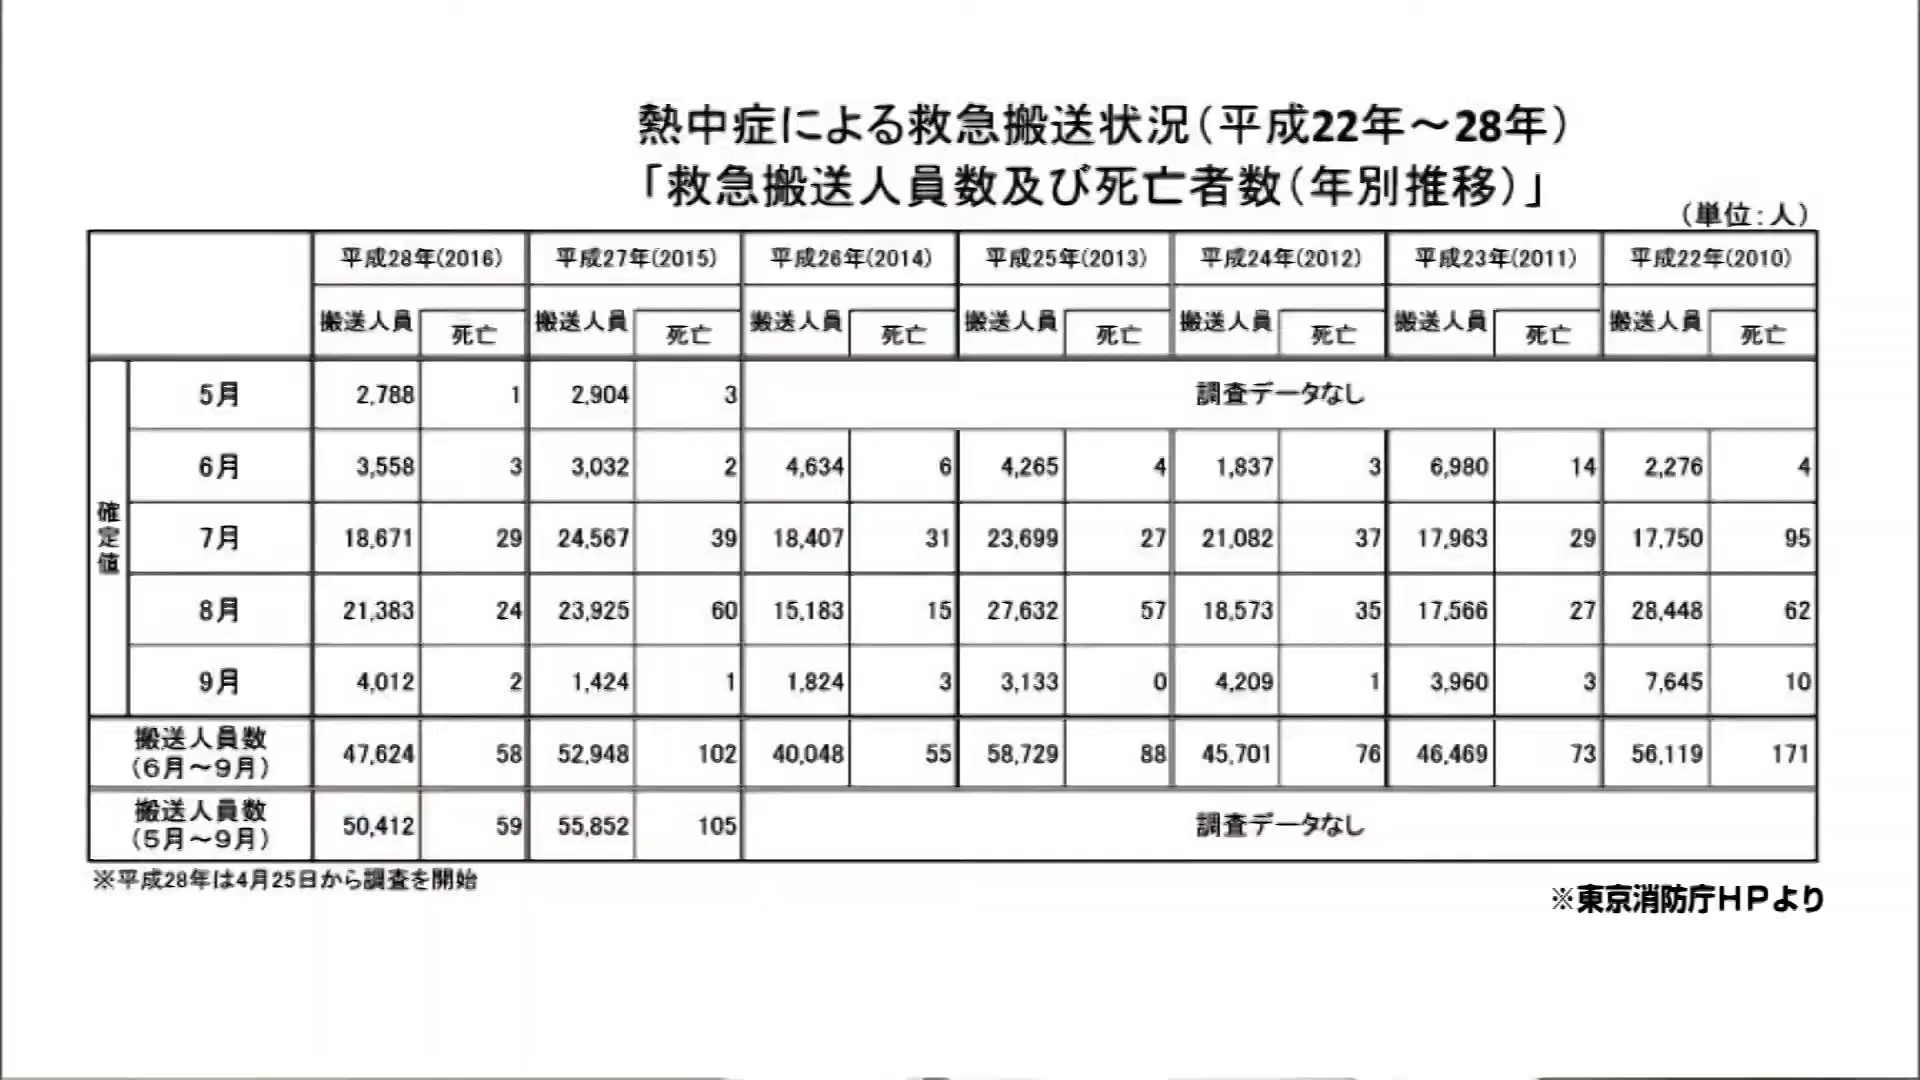 熱中症による救急搬送状況（平成22年～28年）
「救急搬送人員数及び死亡者数（年別推移）」
（単位：人）
平成28年(2016) 平成27年(2015) 平成26年(2014) 平成25年(2013) 平成24年(2012) 平成23年(2011) 平成22年(2010)
搬送人員 死亡 搬送人員 死亡 搬送人員 死亡 搬送人員 死亡 搬送人員 死亡 搬送人員 死亡 搬送人員 死亡
確定値
5月 2,788 1 2,904 3 調査データなし
6月 3,558 3 3,032 2 4,634 6 4,265 4 1,837 3 6,980 14 2,276 4
7月 18,671 29 24,567 39 18,407 31 23,699 27 21,082 37 17,963 29 17,750 95
8月 21,383 24 23,925 60 15,183 15 27,632 57 18,573 35 17,566 27 28,448 62
9月 4,012 2 1,424 1 1,824 3 3,133 0 4,209 1 3,960 3 7,645 10
搬送人員数
（6月～9月） 47,624 58 52,948 102 40,048 55 58,729 88 45,701 76 46,469 73 56,119 171
搬送人員数
（5月～9月） 50,412 59 55,852 105 調査データなし
※平成28年は4月25日から調査を開始
※東京消防庁ＨＰより